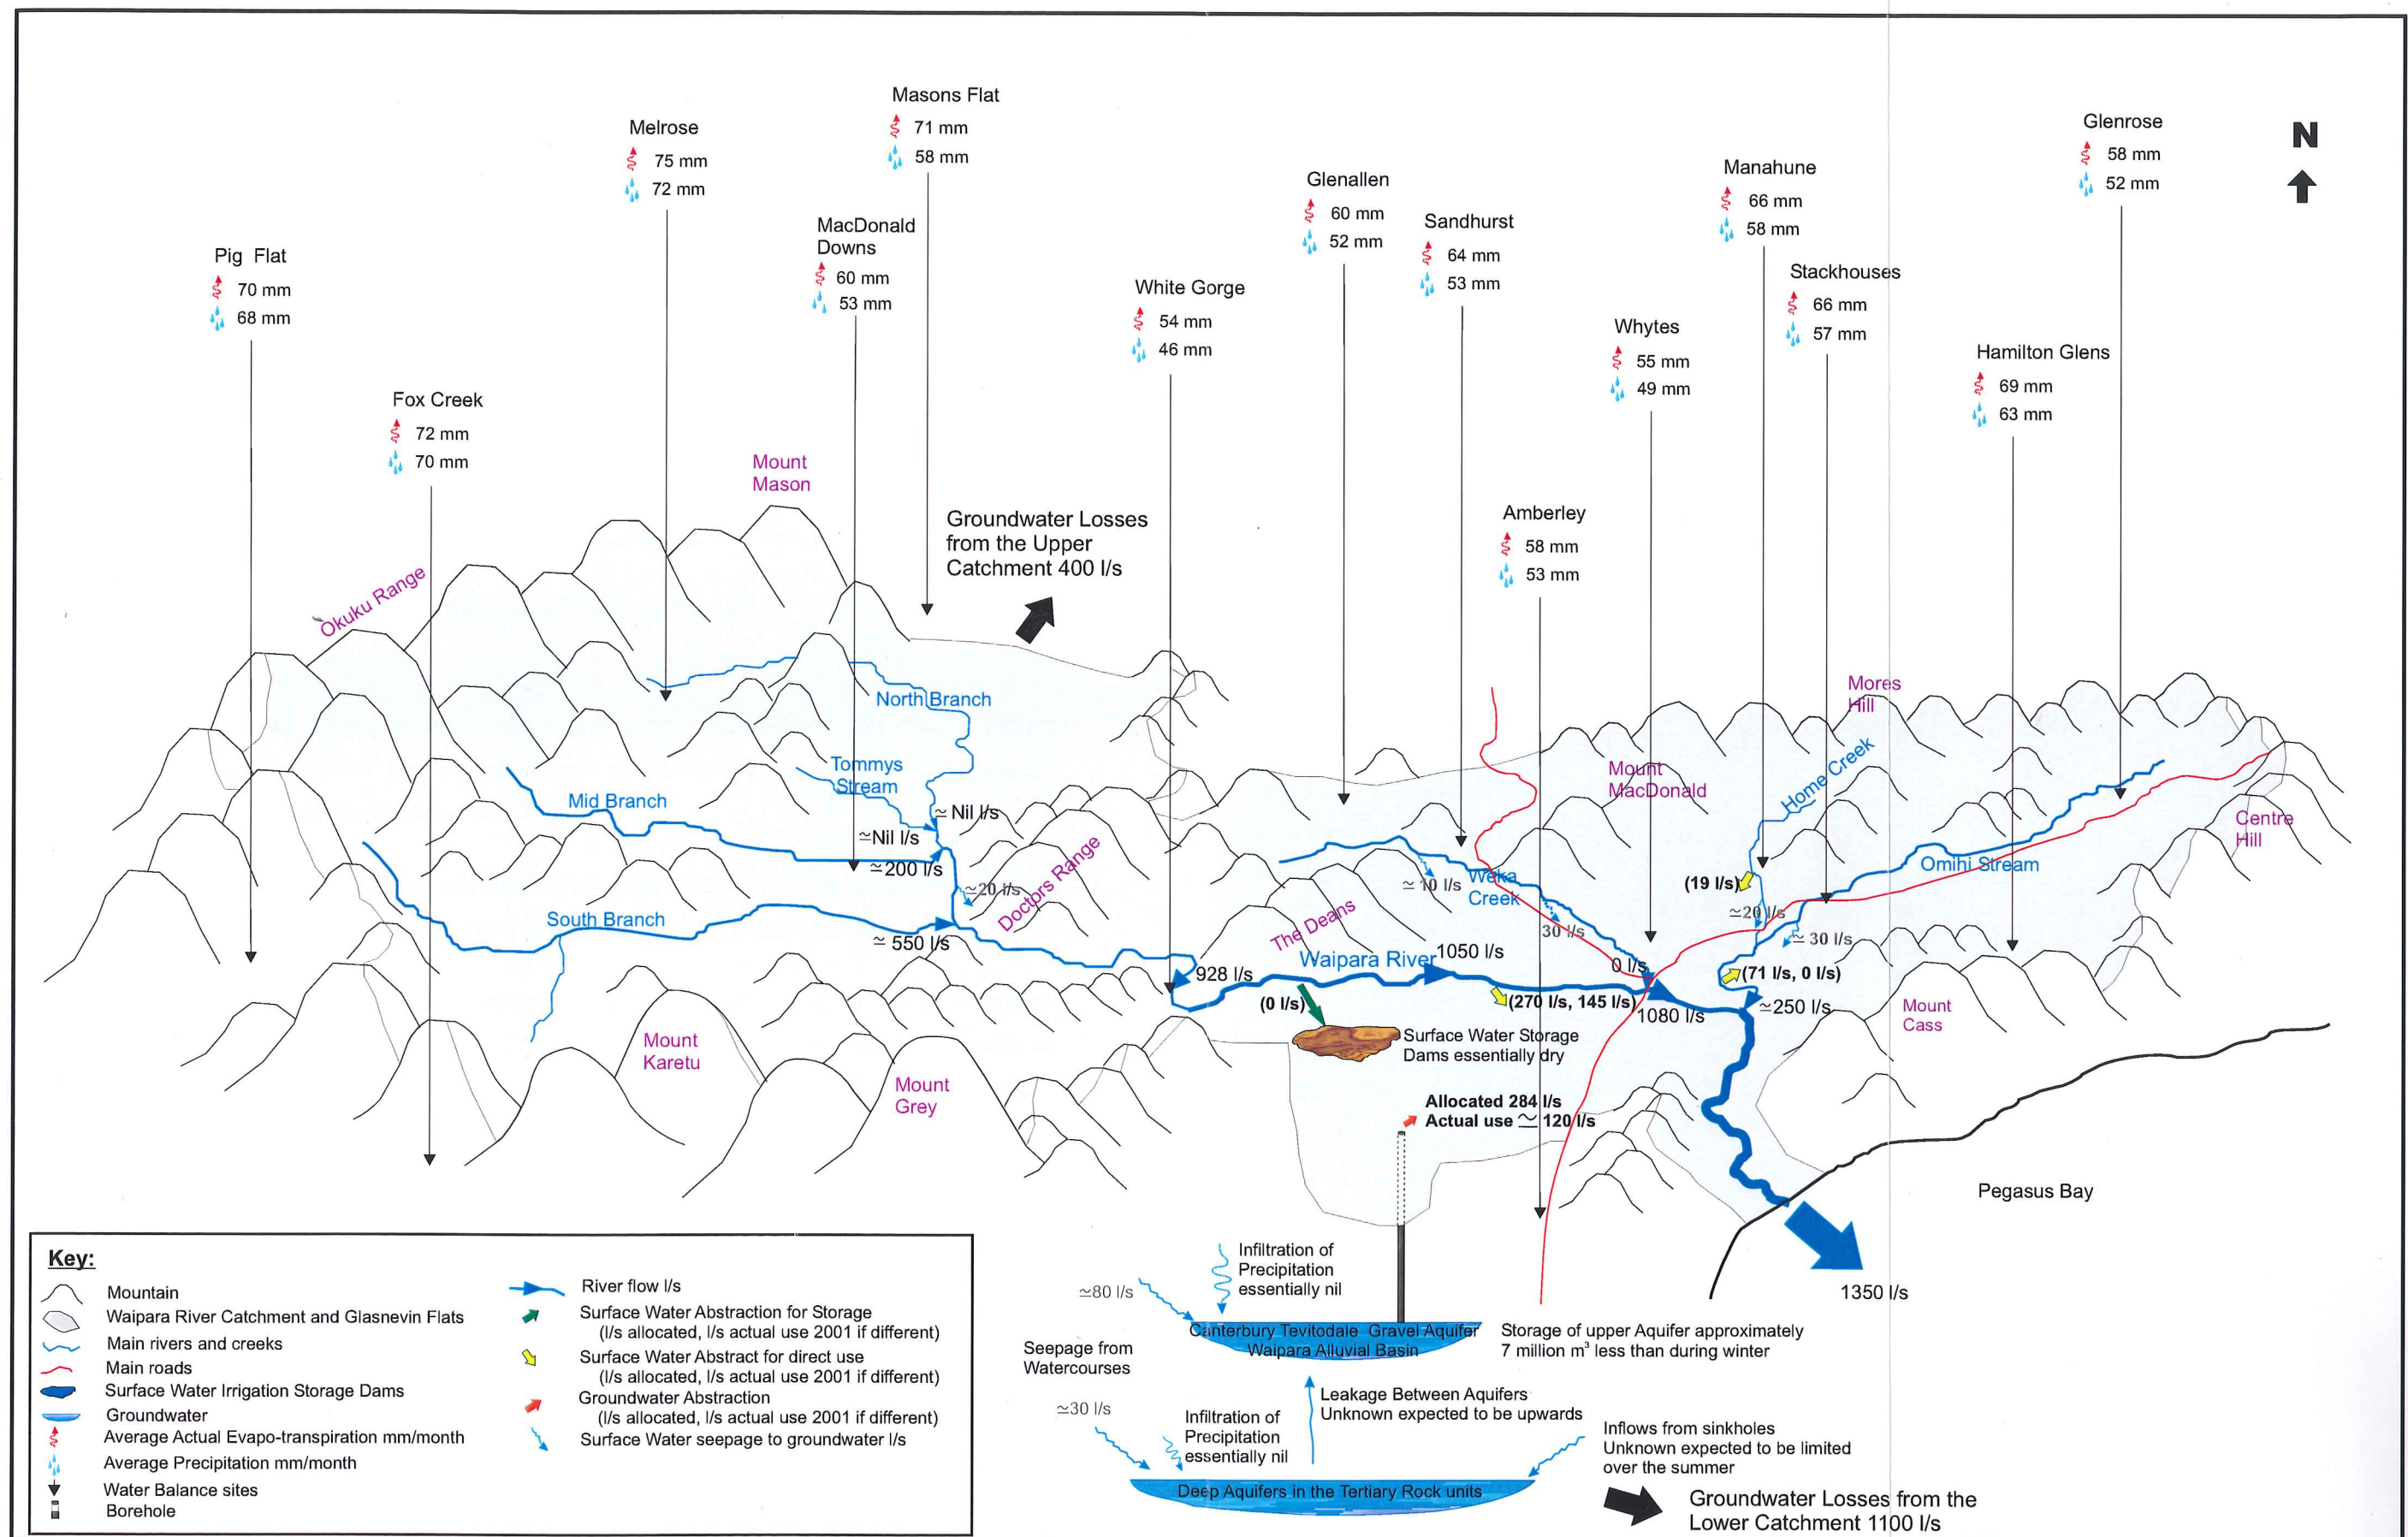 Masons Flat
71 mm
58 mm
Melrose
75 mm
72 mm
Glenrose
58 mm
52 mm
N
Manahune
66 mm
58 mm
Glenallen
60 mm
52 mm
Sandhurst
64 mm
53 mm
MacDonald
Downs
60 mm
53 mm
Pig Flat
70 mm
68 mm
White Gorge
54 mm
46 mm
Stackhouses
66 mm
57 mm
Whytes
55 mm
49 mm
Hamilton Glens
69 mm
63 mm
Fox Creek
72 mm
70 mm
Mount
Mason
Amberley
58 mm
53 mm
Groundwater Losses
from the Upper
Catchment 400 l/s
Okuku Range
North Branch
Tommys
Stream
Mid Branch
≃ Nil l/s
≃Nil l/s
≃200 l/s
≃20 l/s
Doctors Range
South Branch
≃ 550 l/s
Mores
Hill
Mount
MacDonald
Home Creek
Centre
Hill
Omihi Stream
(19 l/s)
≃20 l/s
≃ 30 l/s
≃ 10 l/s
Weka
Creek
30 l/s
The Deans
Waipara River
1050 l/s
0 l/s
928 l/s
(0 l/s)
(270 l/s, 145 l/s)
1080 l/s
(71 l/s, 0 l/s)
≃250 l/s
Mount
Cass
Surface Water Storage
Dams essentially dry
Mount
Karetu
Mount
Grey
Allocated 284 l/s
Actual use ≃ 120 l/s
Pegasus Bay
1350 l/s
Key:
Mountain
Waipara River Catchment and Glasnevin Flats
Main rivers and creeks
Main roads
Surface Water Irrigation Storage Dams
Groundwater
Average Actual Evapo-transpiration mm/month
Average Precipitation mm/month
Water Balance sites
Borehole
River flow l/s
Surface Water Abstraction for Storage
(l/s allocated, l/s actual use 2001 if different)
Surface Water Abstract for direct use
(l/s allocated, l/s actual use 2001 if different)
Groundwater Abstraction
(l/s allocated, l/s actual use 2001 if different)
Surface Water seepage to groundwater l/s
≃80 l/s
Infiltration of
Precipitation
essentially nil
Canterbury Tevitodale Gravel Aquifer
Waipara Alluvial Basin
Storage of upper Aquifer approximately
7 million m³ less than during winter
Seepage from
Watercourses
≃30 l/s
Infiltration of
Precipitation
essentially nil
Leakage Between Aquifers
Unknown expected to be upwards
Inflows from sinkholes
Unknown expected to be limited
over the summer
Deep Aquifers in the Tertiary Rock units
Groundwater Losses from the
Lower Catchment 1100 l/s